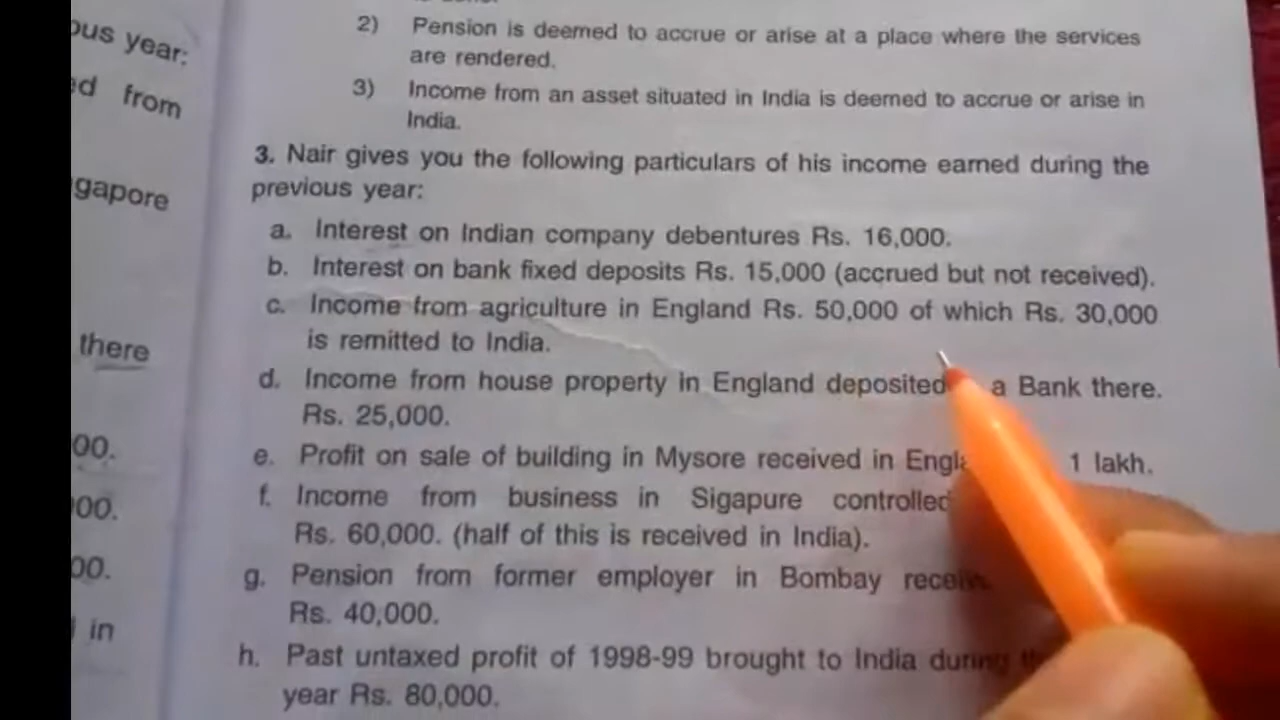 ous year:
ed from
gapore
there
00.
00.
00.
in
2) Pension is deemed to accrue or arise at a place where the services
are rendered.
3) Income from an asset situated in India is deemed to accrue or arise in
India.
3. Nair gives you the following particulars of his income earned during the
previous year:
a. Interest on Indian company debentures Rs. 16,000.
b. Interest on bank fixed deposits Rs. 15,000 (accrued but not received).
c. Income from agriculture in England Rs. 50,000 of which Rs. 30,000
is remitted to India.
d. Income from house property in England deposited a Bank there.
Rs. 25,000.
e. Profit on sale of building in Mysore received in 1 lakh.
f. Income from business in Sigapure controlled
Rs. 60,000. (half of this is received in India).
g. Pension from former employer in Bombay
Rs. 40,000.
h. Past untaxed profit of 1998-99 brought to India during
year Rs. 80,000.